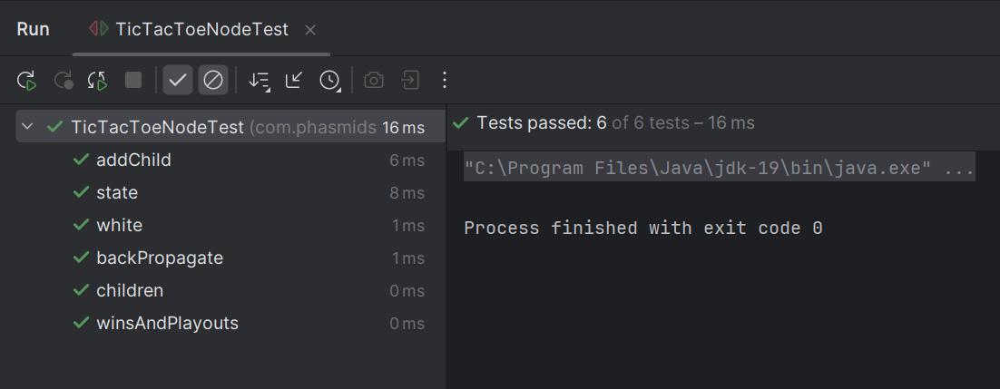 Run TicTacToeNodeTest
TicTacToeNodeTest (com.phasmids 16 ms
addChild 6 ms
state 8 ms
white 1 ms
backPropagate 1 ms
children 0 ms
winsAndPlayouts 0 ms
Tests passed: 6 of 6 tests – 16 ms
"C:\Program Files\Java\jdk-19\bin\java.exe" ...
Process finished with exit code 0